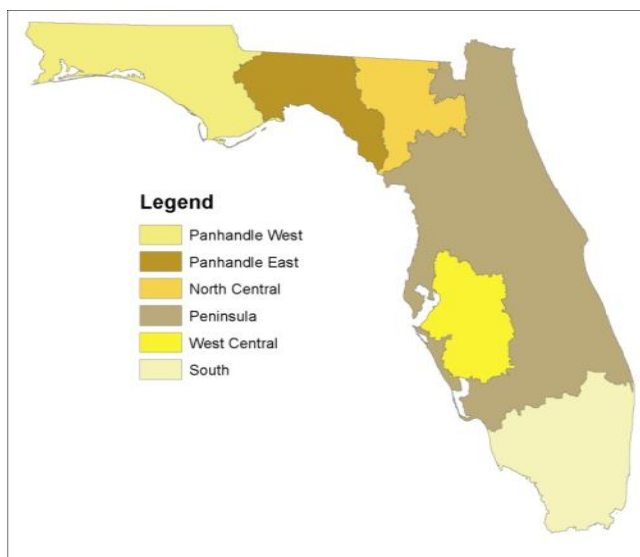 Legend
Panhandle West
Panhandle East
North Central
Peninsula
West Central
South